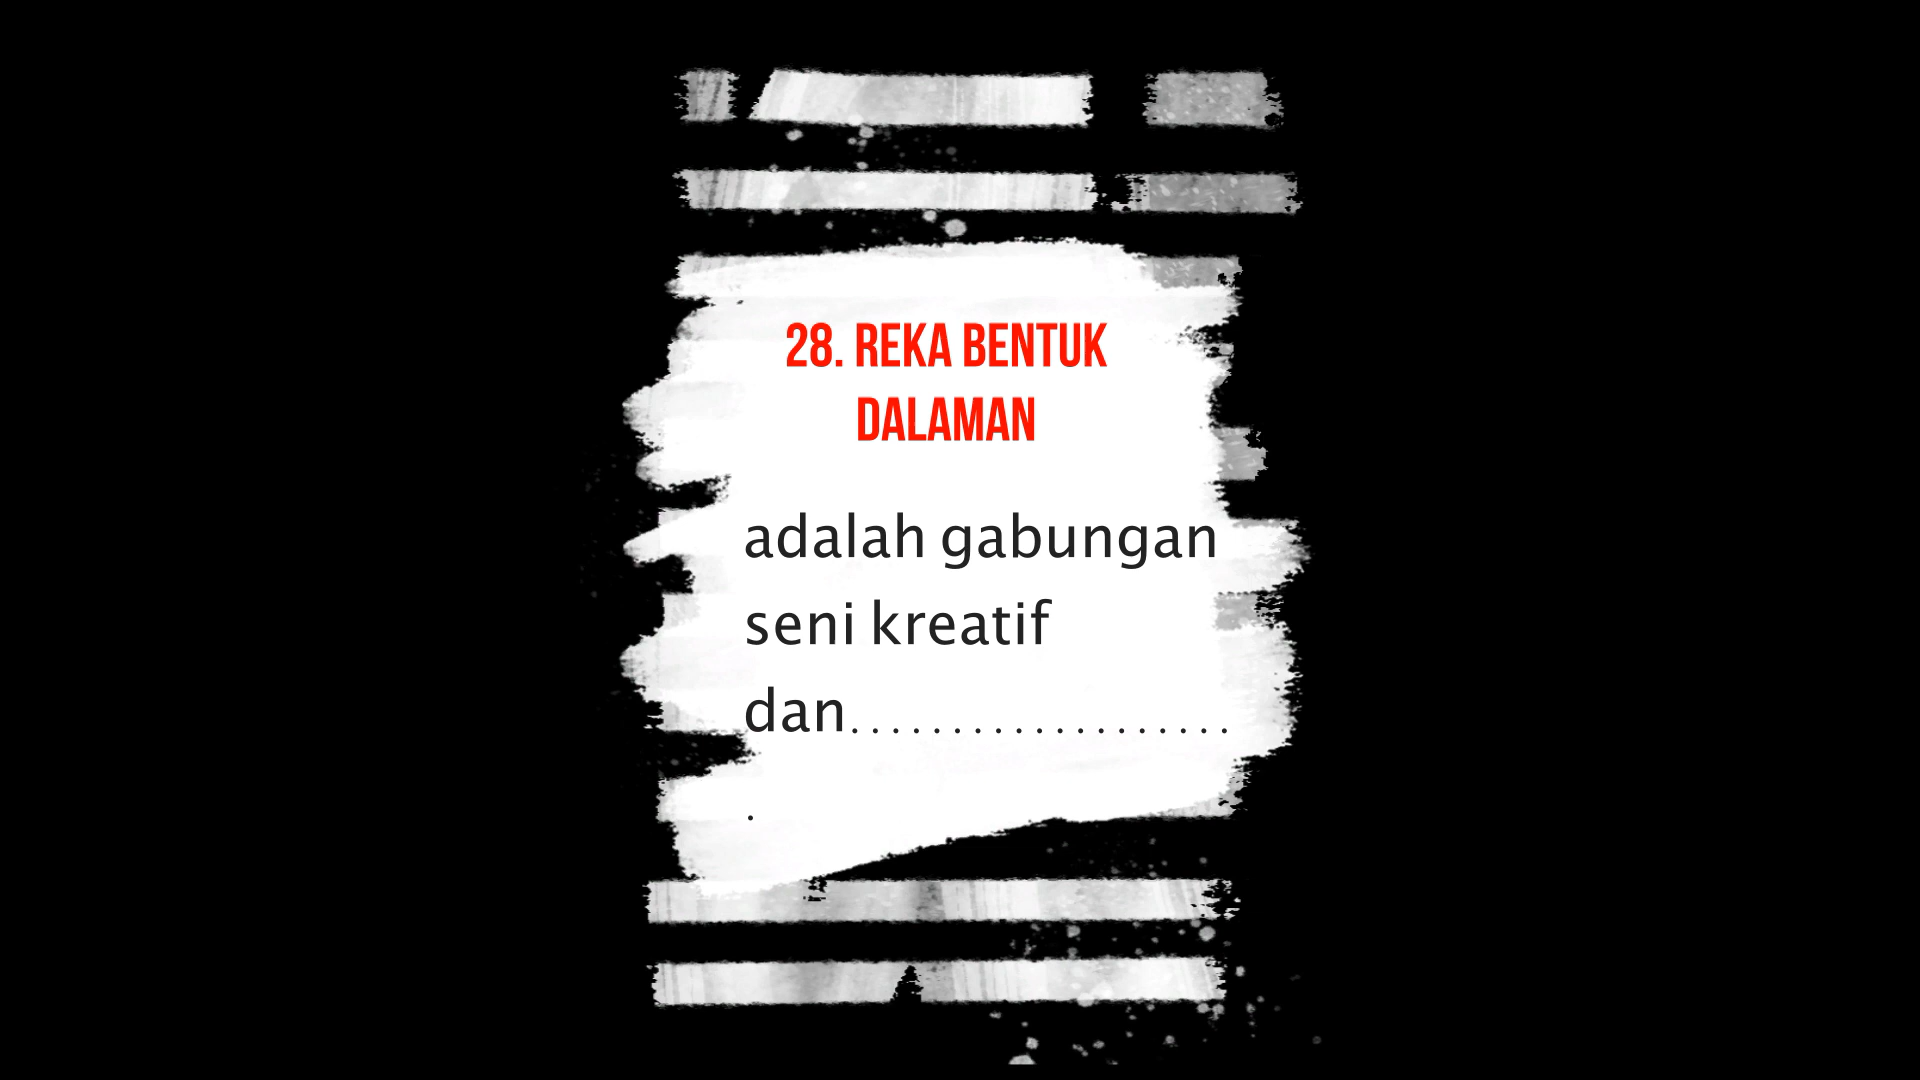 28. REKA BENTUK
DALAMAN
adalah gabungan
seni kreatif
dan...................
.